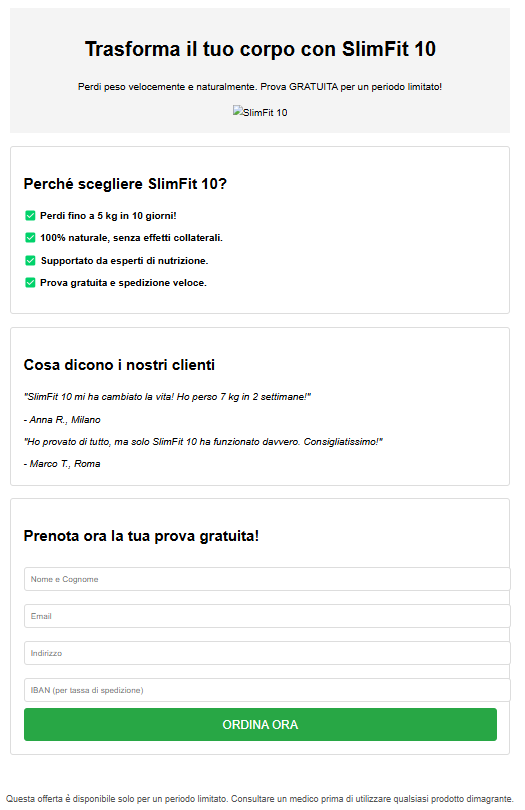 Trasforma il tuo corpo con SlimFit 10
Perdi peso velocemente e naturalmente. Prova GRATUITA per un periodo limitato!
SlimFit 10
Perché scegliere SlimFit 10?
Perdi fino a 5 kg in 10 giorni!
100% naturale, senza effetti collaterali.
Supportato da esperti di nutrizione.
Prova gratuita e spedizione veloce.
Cosa dicono i nostri clienti
"SlimFit 10 mi ha cambiato la vita! Ho perso 7 kg in 2 settimane!"
- Anna R., Milano
"Ho provato di tutto, ma solo SlimFit 10 ha funzionato davvero. Consigliatissimo!"
- Marco T., Roma
Prenota ora la tua prova gratuita!
Nome e Cognome
Email
Indirizzo
IBAN (per tassa di spedizione)
ORDINA ORA
Questa offerta è disponibile solo per un periodo limitato. Consultare un medico prima di utilizzare qualsiasi prodotto dimagrante.